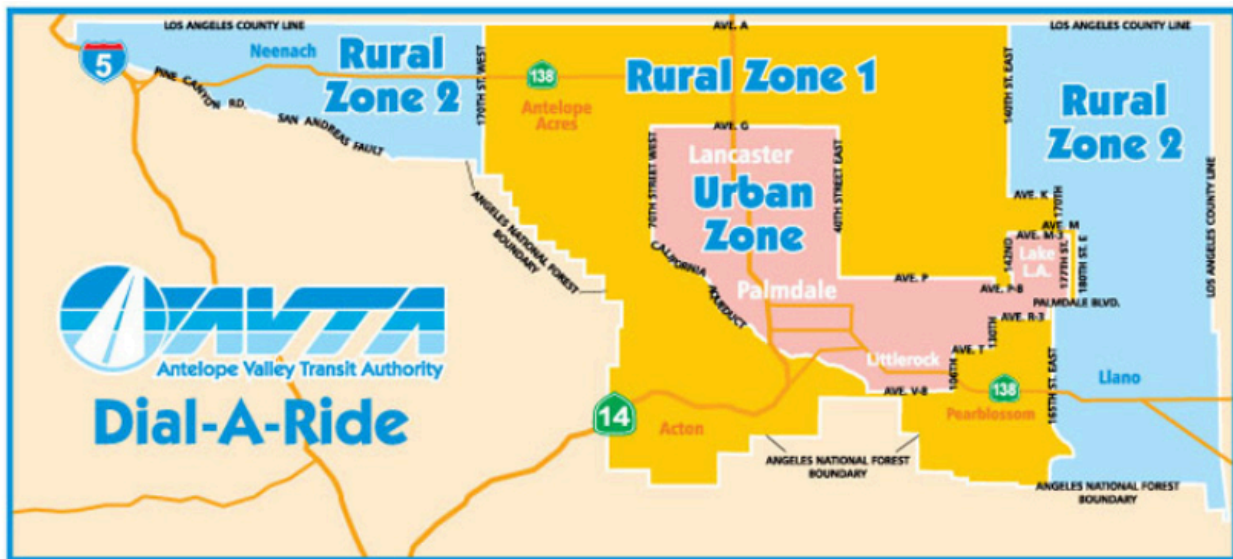 LOS ANGELES COUNTY LINE
AVE. A
LOS ANGELES COUNTY LINE
5
Neenach
Rural
Zone 2
170TH ST. WEST
138
Antelope
Acres
Rural Zone 1
140TH ST. EAST
Rural
Zone 2
PINE CANYON RD.
SAN ANDREAS FAULT
AVE. G
70TH STREET WEST
Lancaster
Urban
Zone
40TH STREET EAST
LOS ANGELES COUNTY LINE
ANGELES NATIONAL FOREST
BOUNDARY
CALIFORNIA AQUEDUCT
AVE. K
170TH
AVE. M
AVE. M-3
142ND
Lake
L.A.
177TH ST. E
180TH ST. E
AVE. P
AVE. P-8
PALMDALE BLVD.
Palmdale
AVE. R-3
130TH
AVE. T
Littlerock
106TH
138
165TH ST. EAST
Llano
AVE. V-8
Pearblossom
AVTA
Antelope Valley Transit Authority
Dial-A-Ride
14
Acton
ANGELES NATIONAL FOREST
BOUNDARY
ANGELES NATIONAL FOREST
BOUNDARY